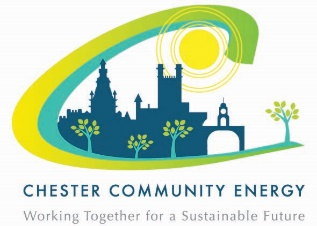 CHESTER COMMUNITY ENERGY
Working Together for a Sustainable Future